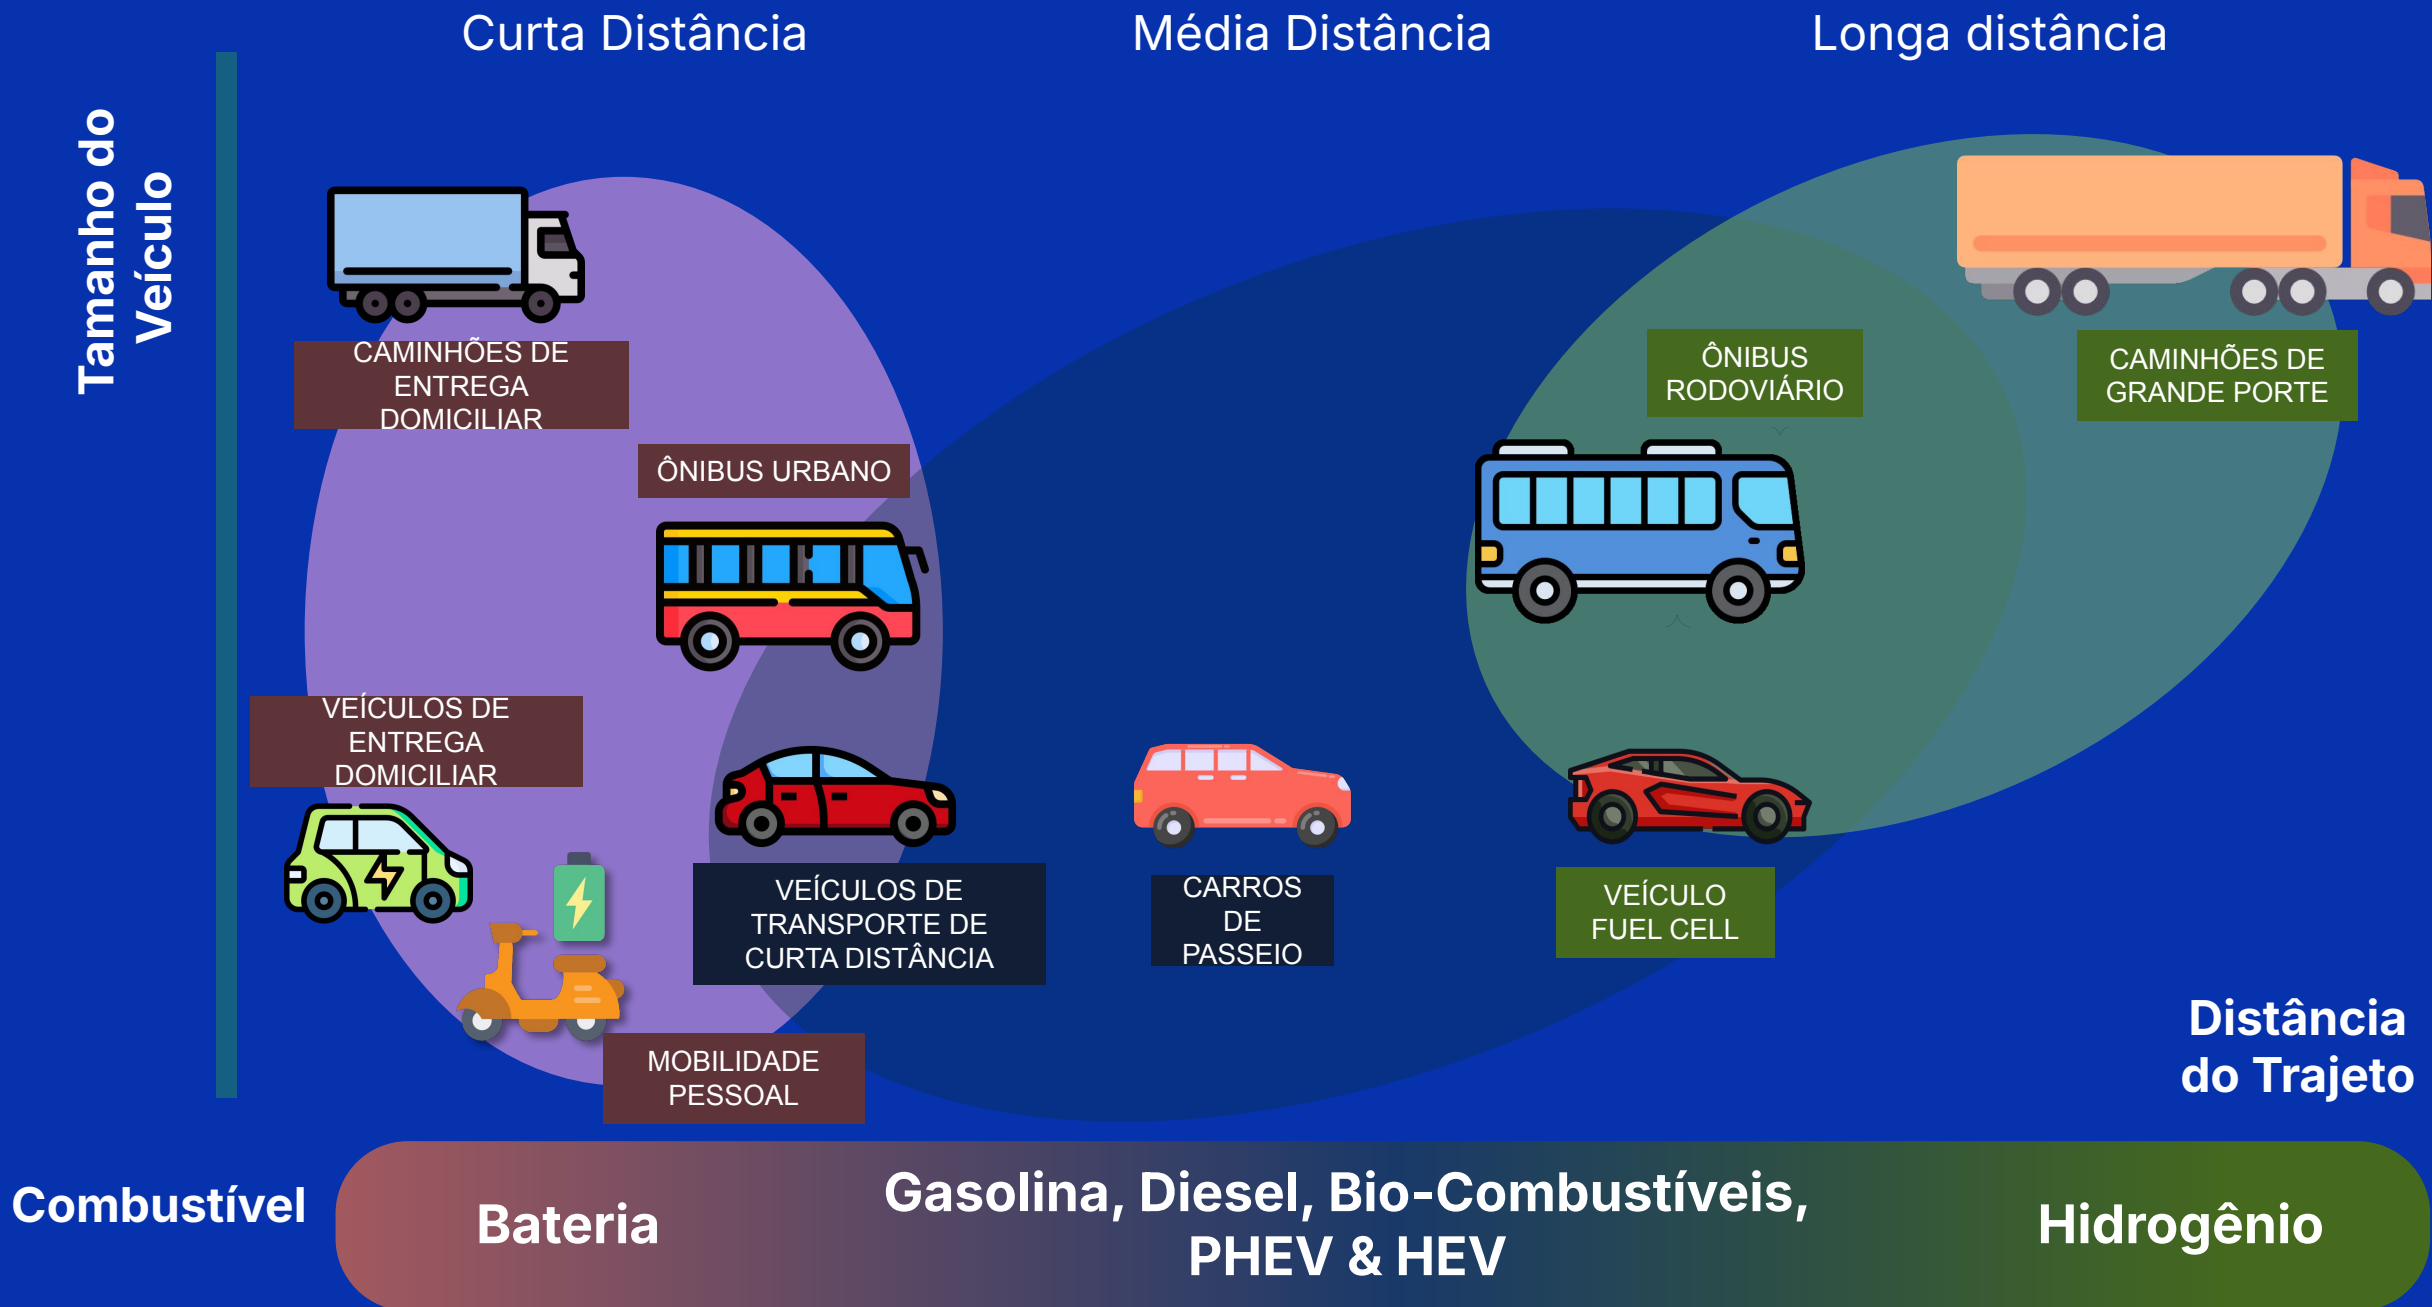 Curta Distância
Média Distância
Longa distância
Tamanho do
Veículo
CAMINHÕES DE
ENTREGA
DOMICILIAR
ÔNIBUS
RODOVIÁRIO
CAMINHÕES DE
GRANDE PORTE
ÔNIBUS URBANO
VEÍCULOS DE
ENTREGA
DOMICILIAR
VEÍCULOS DE
TRANSPORTE DE
CURTA DISTÂNCIA
CARROS
DE
PASSEIO
VEÍCULO
FUEL CELL
MOBILIDADE
PESSOAL
Distância
do Trajeto
Combustível
Bateria
Gasolina, Diesel, Bio-Combustíveis,
PHEV & HEV
Hidrogênio